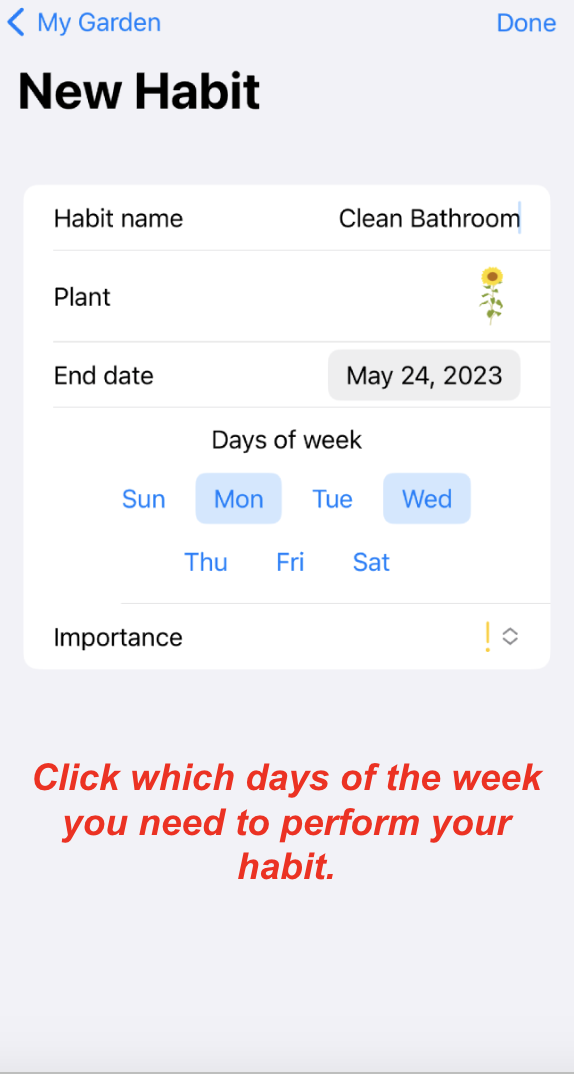 My Garden Done
New Habit
Habit name Clean Bathroom
Plant
End date May 24, 2023
Days of week
Sun Mon Tue Wed
Thu Fri Sat
Importance !
Click which days of the week
you need to perform your
habit.